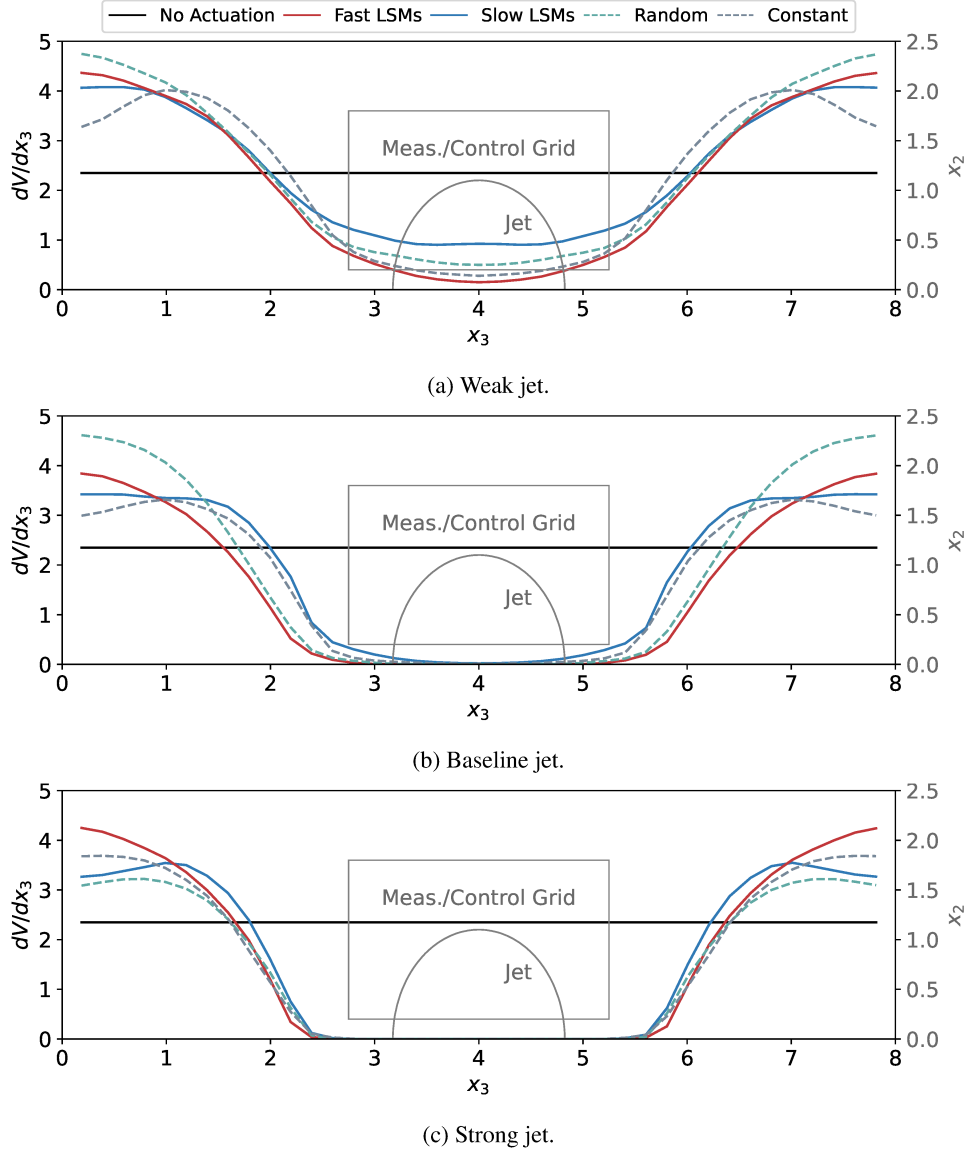 No Actuation Fast LSMs Slow LSMs Random Constant
5
4
3
2
1
0
dV/dx3
2.5
2.0
1.5
1.0
0.5
0.0
x2
Meas./Control Grid
Jet
0 1 2 3 4 5 6 7 8
x3
(a) Weak jet.
5
4
3
2
1
0
dV/dx3
2.5
2.0
1.5
1.0
0.5
0.0
x2
Meas./Control Grid
Jet
0 1 2 3 4 5 6 7 8
x3
(b) Baseline jet.
5
4
3
2
1
0
dV/dx3
2.5
2.0
1.5
1.0
0.5
0.0
x2
Meas./Control Grid
Jet
0 1 2 3 4 5 6 7 8
x3
(c) Strong jet.